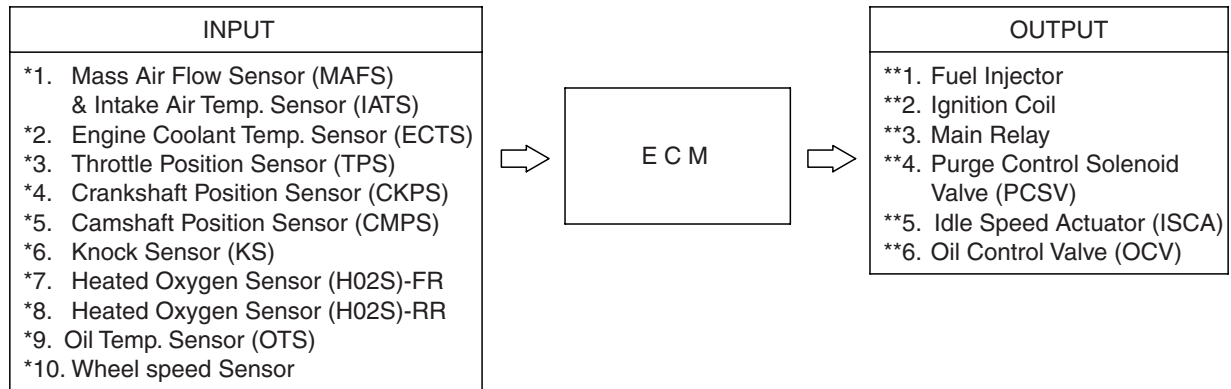 INPUT
*1. Mass Air Flow Sensor (MAFS)
& Intake Air Temp. Sensor (IATS)
*2. Engine Coolant Temp. Sensor (ECTS)
*3. Throttle Position Sensor (TPS)
*4. Crankshaft Position Sensor (CKPS)
*5. Camshaft Position Sensor (CMPS)
*6. Knock Sensor (KS)
*7. Heated Oxygen Sensor (H02S)-FR
*8. Heated Oxygen Sensor (H02S)-RR
*9. Oil Temp. Sensor (OTS)
*10. Wheel speed Sensor
E C M
OUTPUT
**1. Fuel Injector
**2. Ignition Coil
**3. Main Relay
**4. Purge Control Solenoid
Valve (PCSV)
**5. Idle Speed Actuator (ISCA)
**6. Oil Control Valve (OCV)